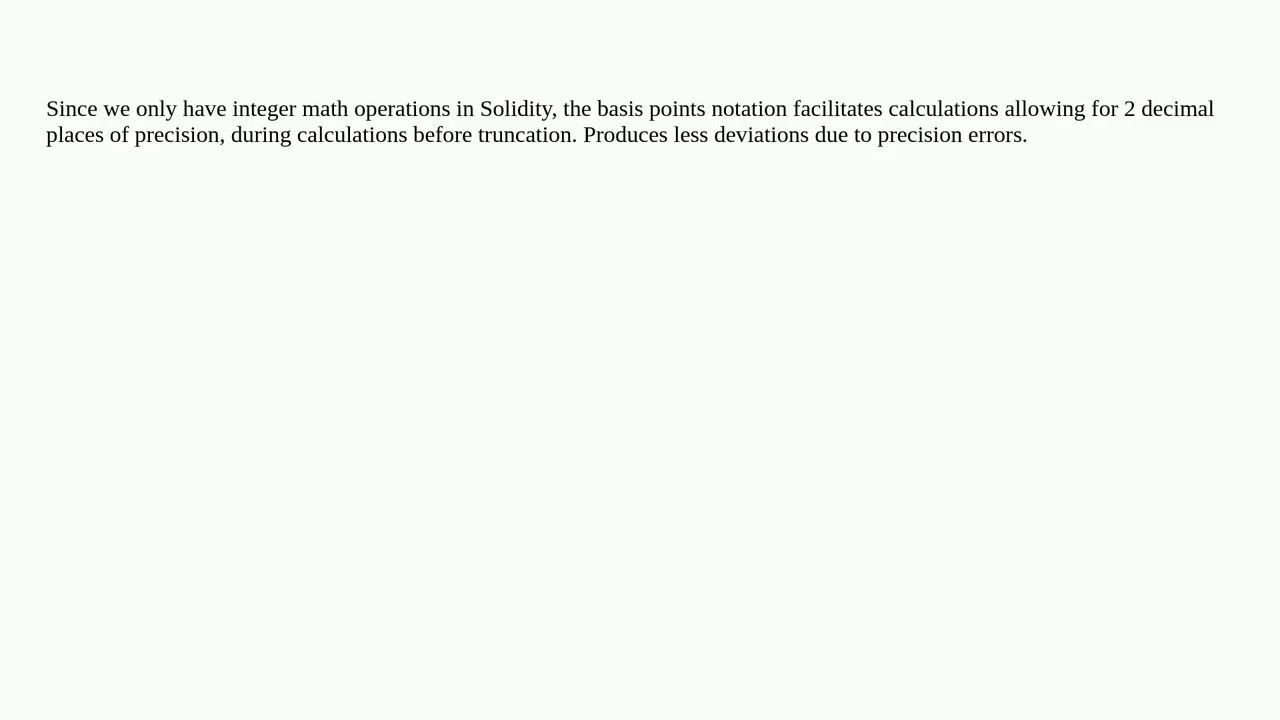 Since we only have integer math operations in Solidity, the basis points notation facilitates calculations allowing for 2 decimal
places of precision, during calculations before truncation. Produces less deviations due to precision errors.